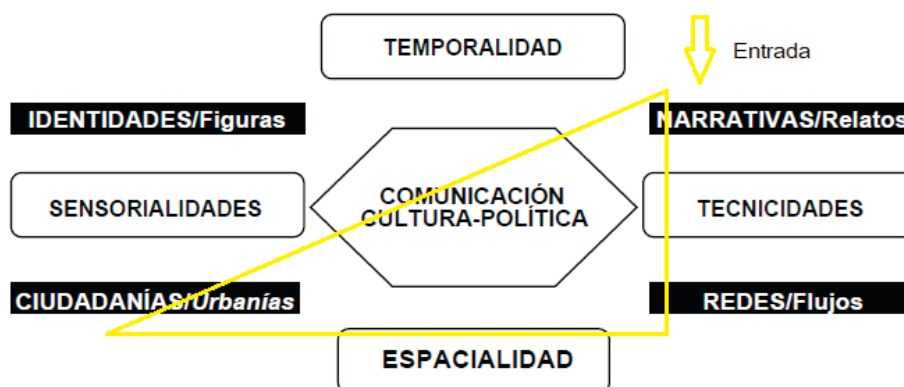 TEMPORALIDAD
Entrada
IDENTIDADES/Figuras
NARRATIVAS/Relatos
SENSORIALIDADES
COMUNICACIÓN
CULTURA-POLÍTICA
TECNICIDADES
CIUDADANÍAS/Urbanías
REDES/Flujos
ESPACIALIDAD